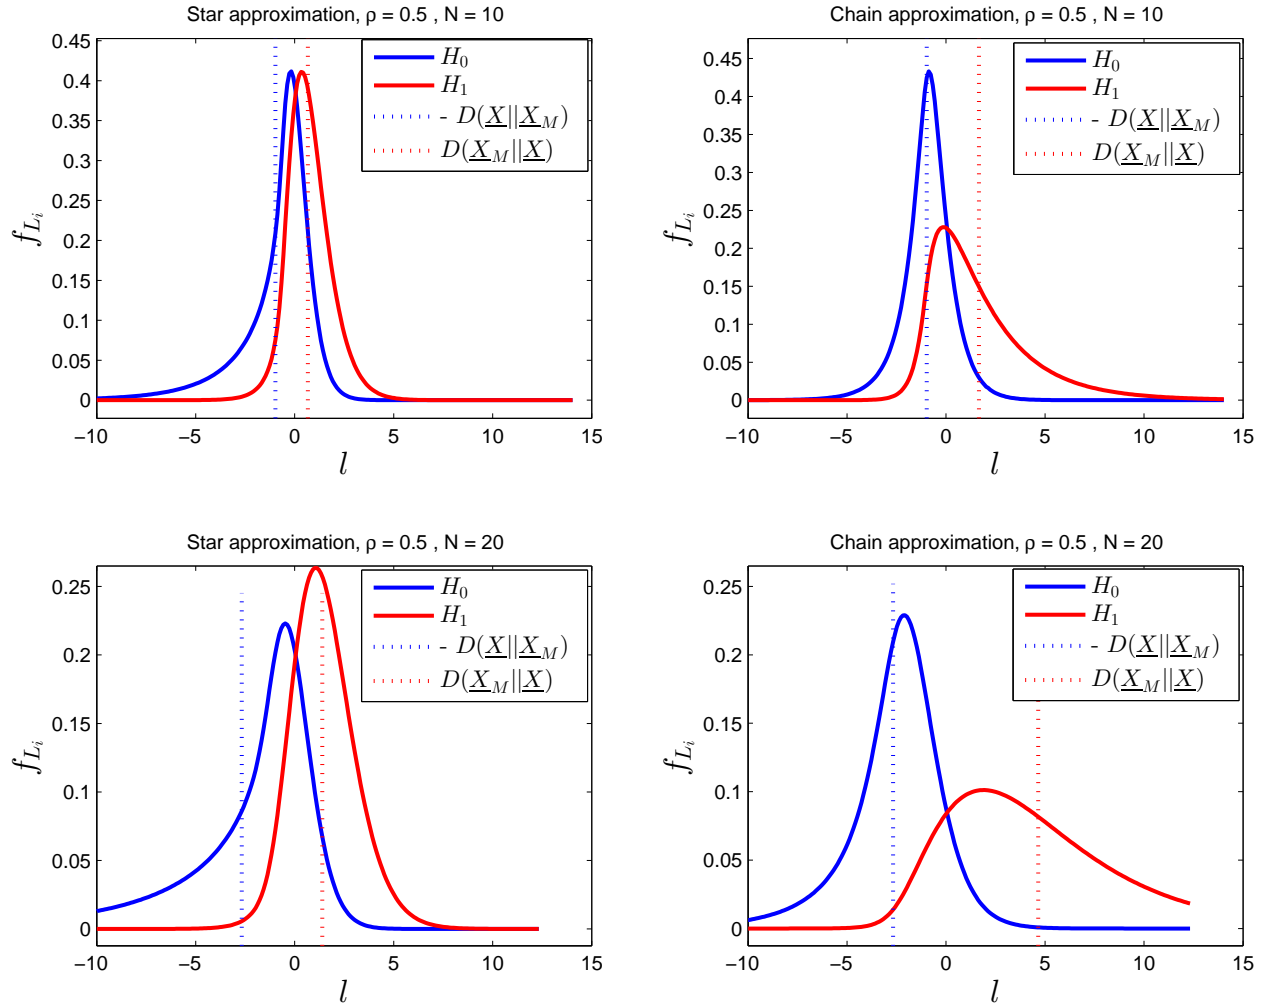 Star approximation, ρ = 0.5 , N = 10
0.45
0.4
0.35
0.3
0.25
0.2
0.15
0.1
0.05
0
f_{L_i}
−10 −5 0 5 10 15
l
H_0
H_1
- D(X||X_M)
D(X_M||X)
Chain approximation, ρ = 0.5 , N = 10
0.45
0.4
0.35
0.3
0.25
0.2
0.15
0.1
0.05
0
f_{L_i}
−10 −5 0 5 10 15
l
H_0
H_1
- D(X||X_M)
D(X_M||X)
Star approximation, ρ = 0.5 , N = 20
0.25
0.2
0.15
0.1
0.05
0
f_{L_i}
−10 −5 0 5 10 15
l
H_0
H_1
- D(X||X_M)
D(X_M||X)
Chain approximation, ρ = 0.5 , N = 20
0.25
0.2
0.15
0.1
0.05
0
f_{L_i}
−10 −5 0 5 10 15
l
H_0
H_1
- D(X||X_M)
D(X_M||X)